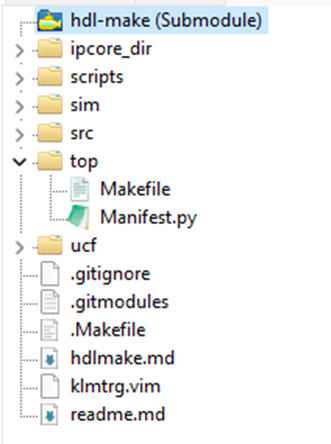 hdl-make (Submodule)
ipcore_dir
scripts
sim
src
top
Makefile
Manifest.py
ucf
.gitignore
.gitmodules
.Makefile
hdlmake.md
klmtrg.vim
readme.md